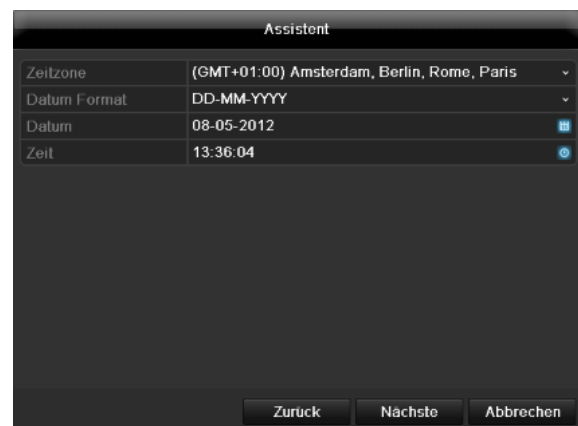 Assistent
Zeitzone (GMT+01:00) Amsterdam, Berlin, Rome, Paris
Datum Format DD-MM-YYYY
Datum 08-05-2012
Zeit 13:36:04
Zurück Nächste Abbrechen